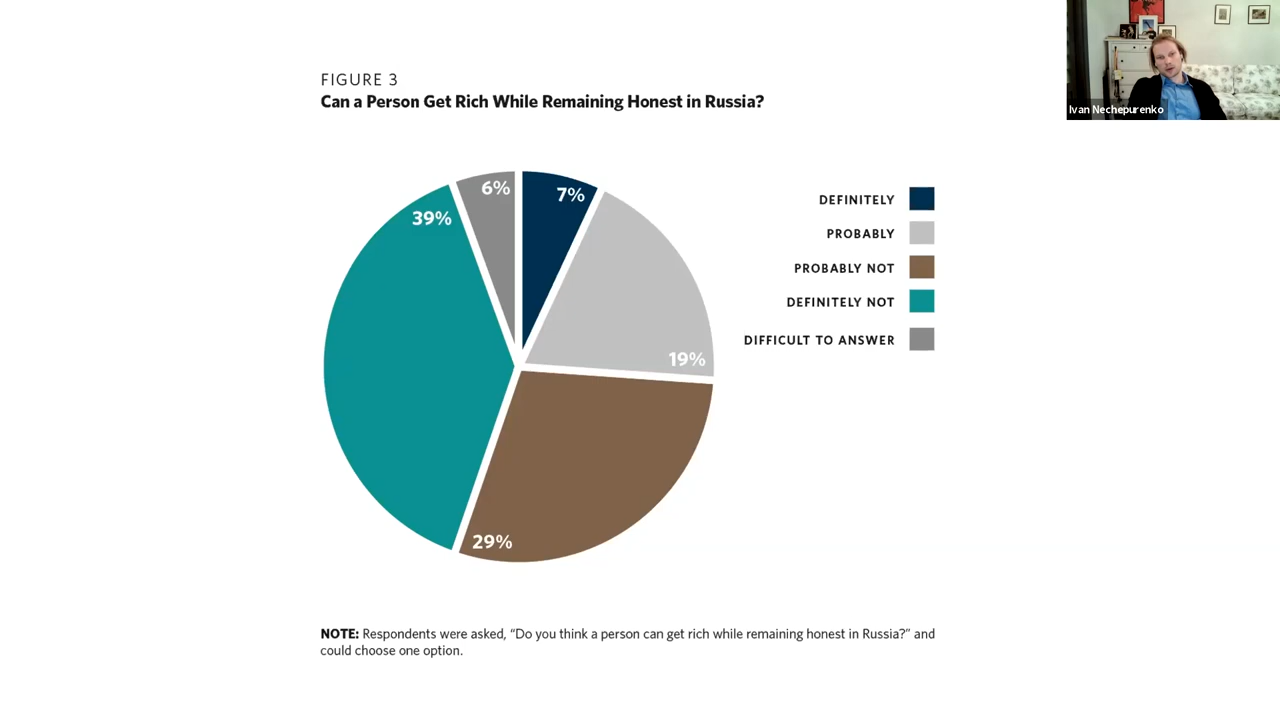 FIGURE 3
Can a Person Get Rich While Remaining Honest in Russia?
Ivan Nechepurenko
6%
7%
39%
19%
29%
DEFINITELY
PROBABLY
PROBABLY NOT
DEFINITELY NOT
DIFFICULT TO ANSWER
NOTE: Respondents were asked, “Do you think a person can get rich while remaining honest in Russia?” and
could choose one option.